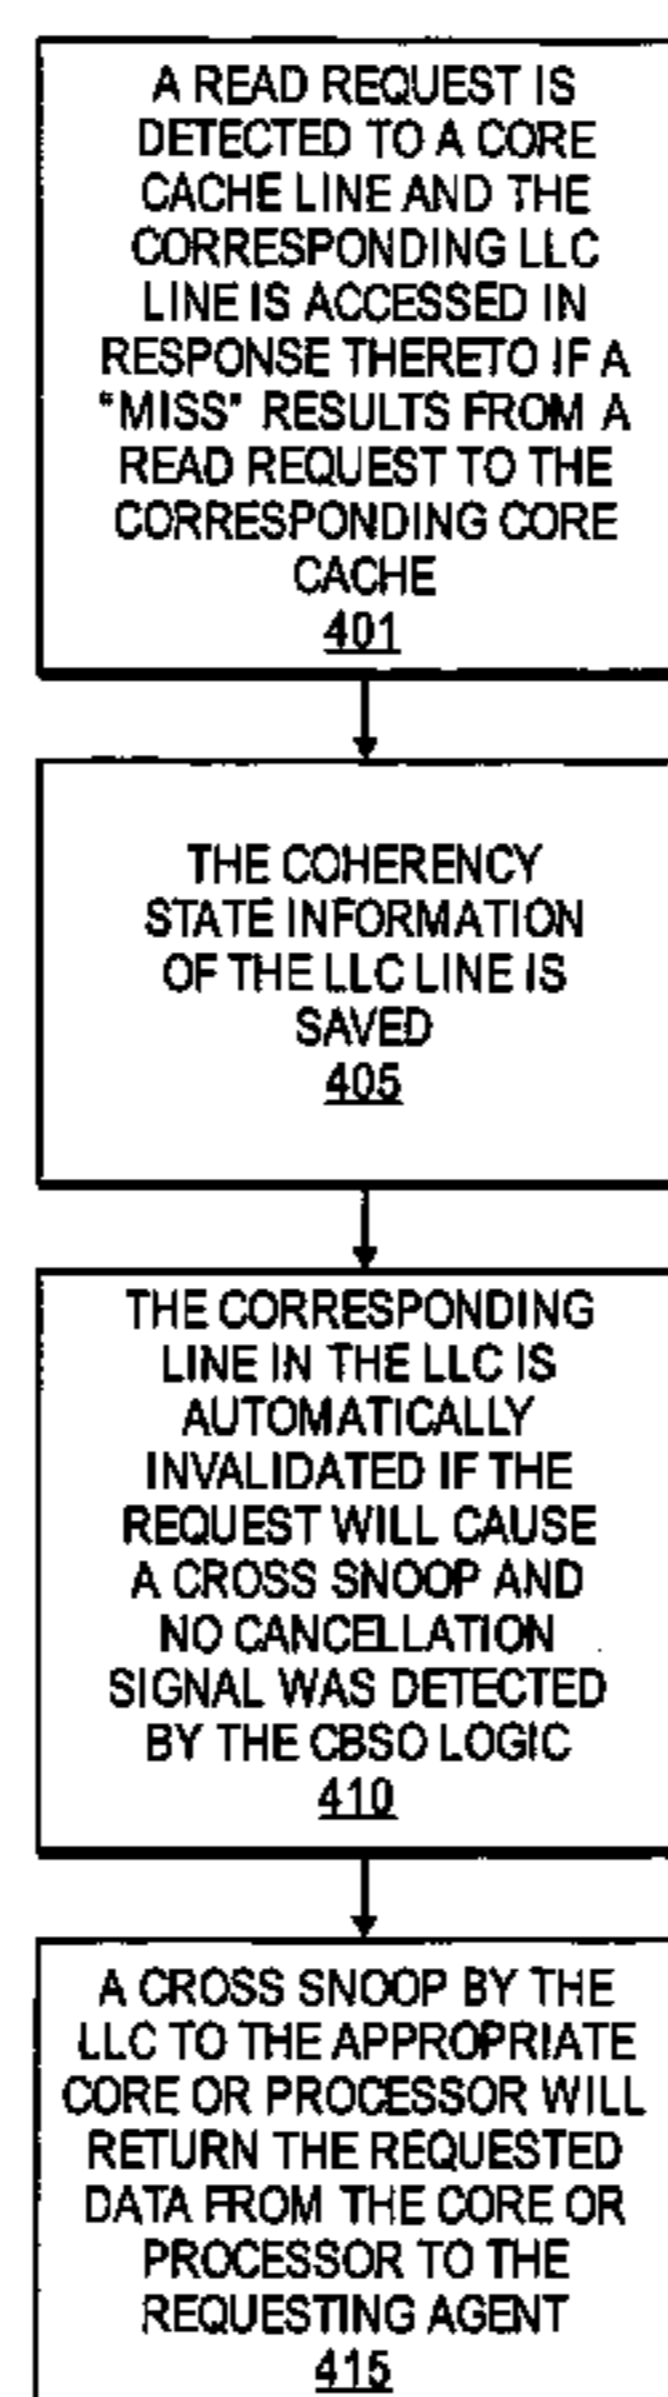 A READ REQUEST IS
DETECTED TO A CORE
CACHE LINE AND THE
CORRESPONDING LLC
LINE IS ACCESSED IN
RESPONSE THERETO IF A
"MISS" RESULTS FROM A
READ REQUEST TO THE
CORRESPONDING CORE
CACHE
401
THE COHERENCY
STATE INFORMATION
OF THE LLC LINE IS
SAVED
405
THE CORRESPONDING
LINE IN THE LLC IS
AUTOMATICALLY
INVALIDATED IF THE
REQUEST WILL CAUSE
A CROSS SNOOP AND
NO CANCELLATION
SIGNAL WAS DETECTED
BY THE CBSO LOGIC
410
A CROSS SNOOP BY THE
LLC TO THE APPROPRIATE
CORE OR PROCESSOR WILL
RETURN THE REQUESTED
DATA FROM THE CORE OR
PROCESSOR TO THE
REQUESTING AGENT
415